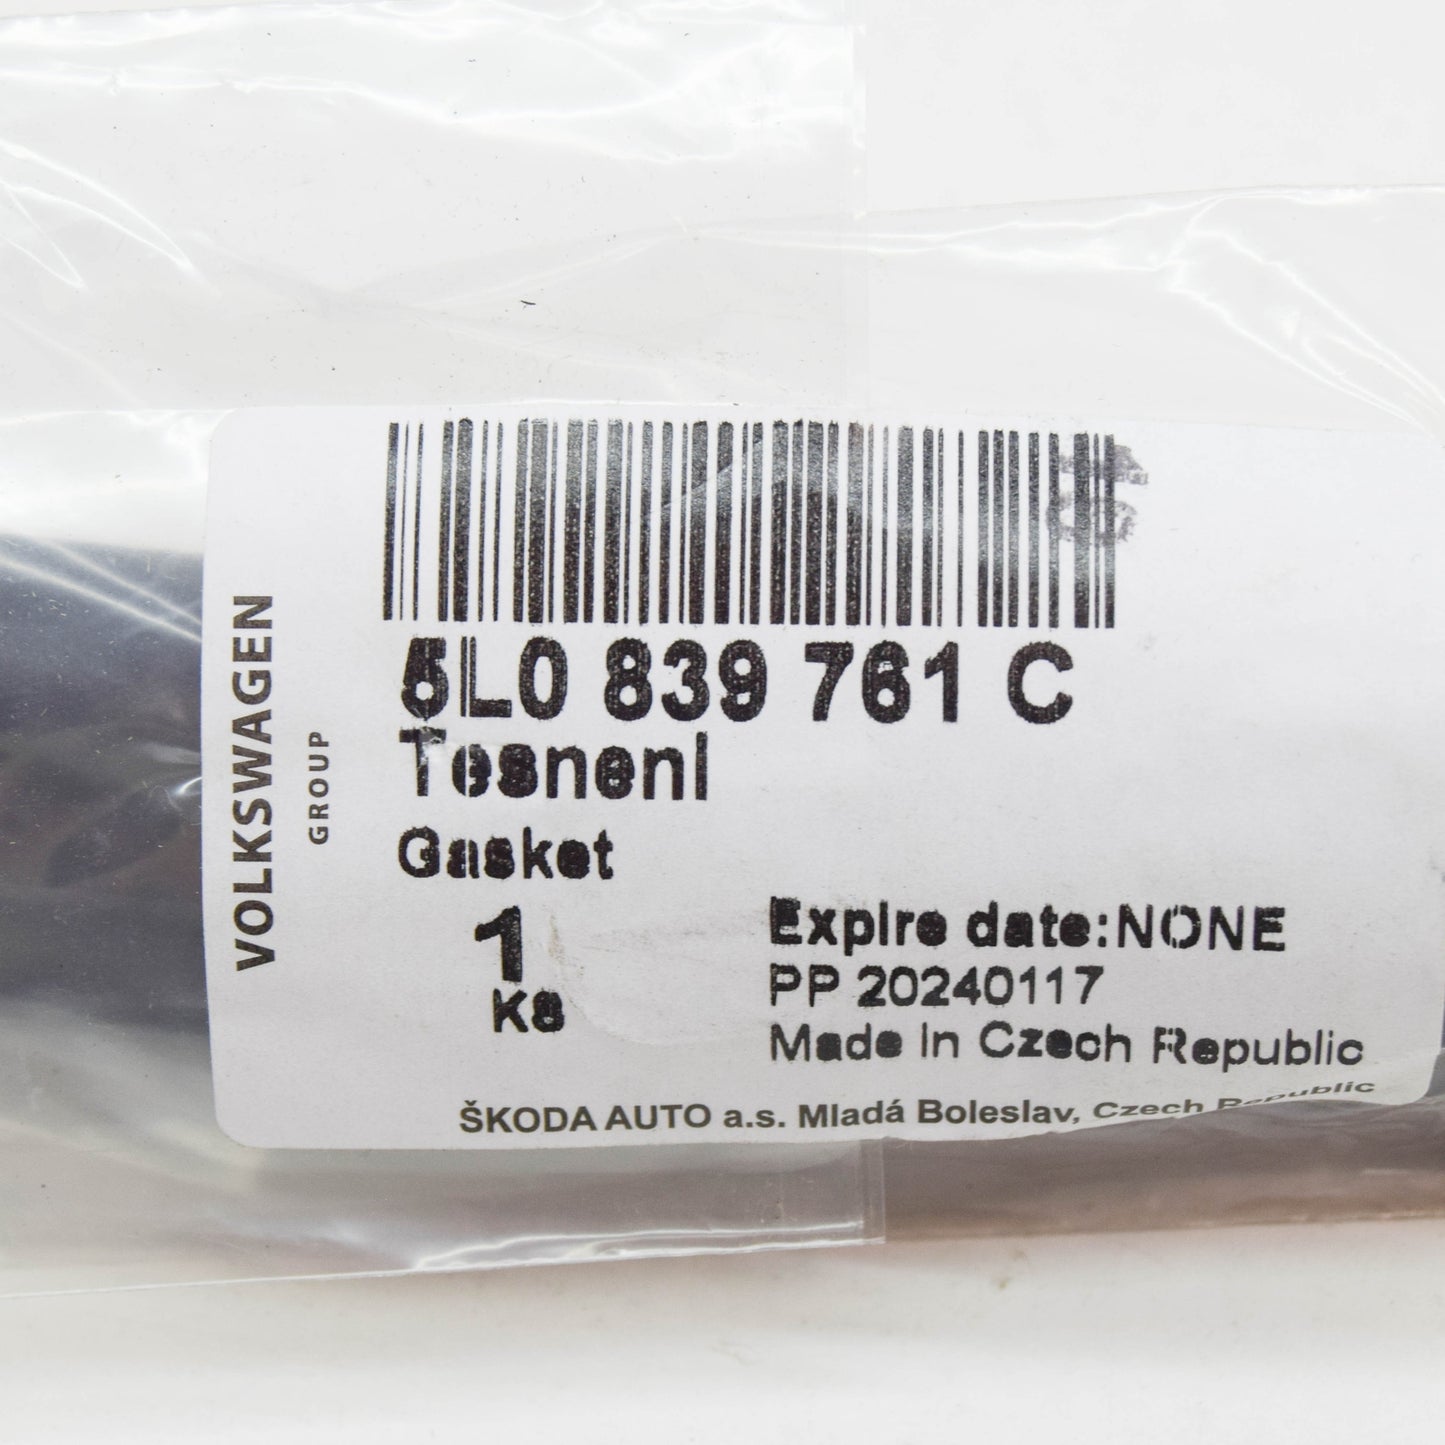 VOLKSWAGEN
GROUP
5L0 839 761 C
Tesneni
Gasket
1
Ks
Expire date:NONE
PP 20240117
Made in Czech Republic
ŠKODA AUTO a.s. Mladá Boleslav, Czech Republic